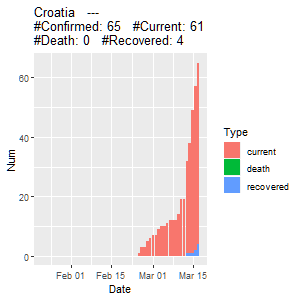 Croatia   ---
#Confirmed: 65   #Current: 61
#Death: 0   #Recovered: 4
60
40
20
0
Num
Feb 01
Feb 15
Mar 01
Mar 15
Date
Type
current
death
recovered